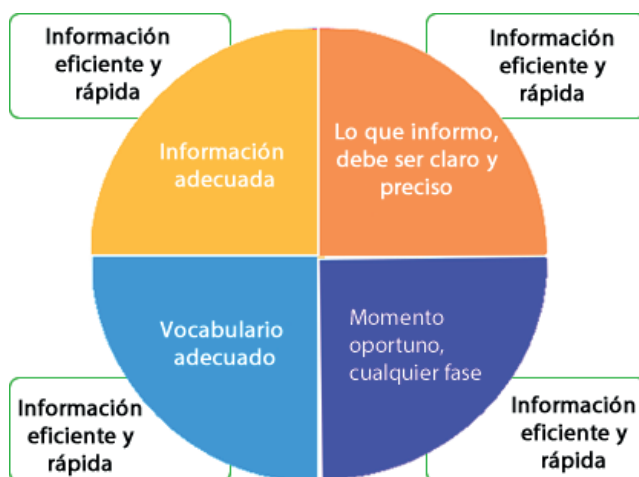 Información
eficiente y
rápida
Información
eficiente y
rápida
Información
adecuada
Lo que informo,
debe ser claro y
preciso
Vocabulario
adecuado
Momento
oportuno,
cualquier fase
Información
eficiente y
rápida
Información
eficiente y
rápida